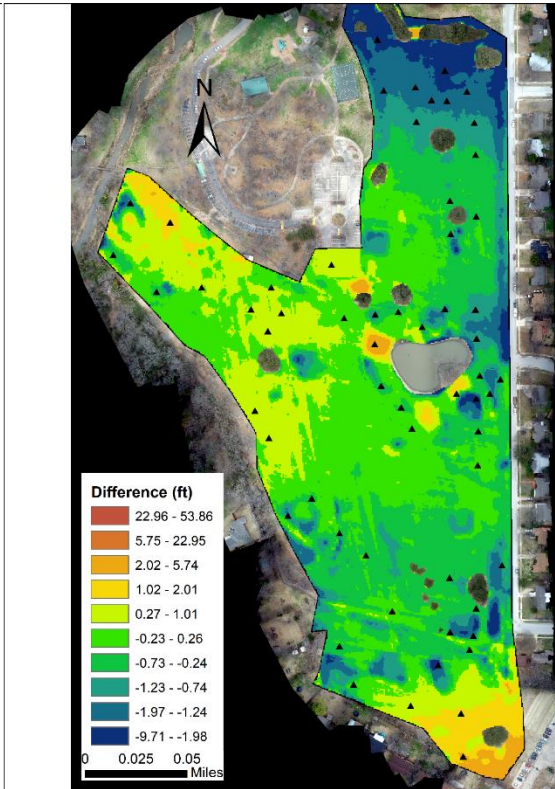 N
Difference (ft)
22.96 - 53.86
5.75 - 22.95
2.02 - 5.74
1.02 - 2.01
0.27 - 1.01
-0.23 - 0.26
-0.73 - -0.24
-1.23 - -0.74
-1.97 - -1.24
-9.71 - -1.98
0 0.025 0.05
Miles